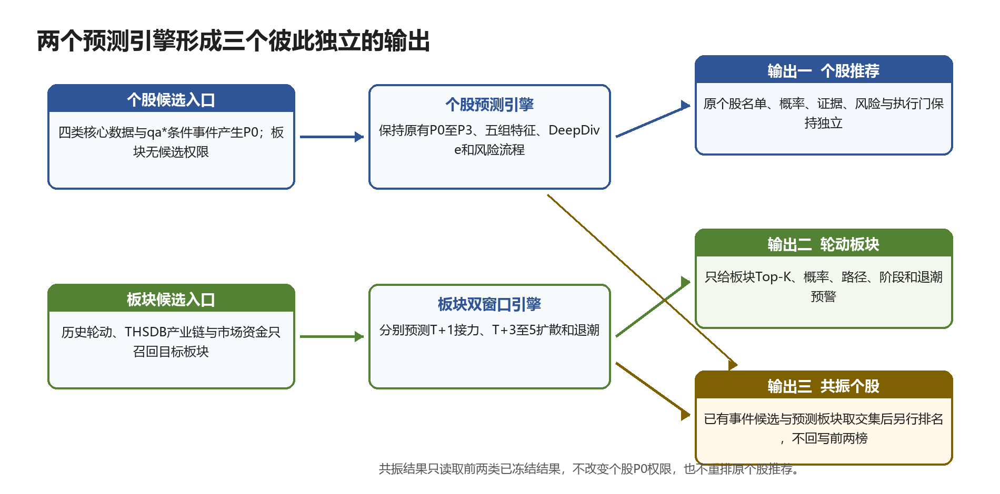 两个预测引擎形成三个彼此独立的输出
个股候选入口
四类核心数据与qa*条件事件产生P0；板
块无候选权限
个股预测引擎
保持原有P0至P3、五组特征、DeepDiv
e和风险流程
输出一 个股推荐
原个股名单、概率、证据、风险与执行门保
持独立
板块候选入口
历史轮动、THSDB产业链与市场资金只
召回目标板块
板块双窗口引擎
分别预测T+1接力、T+3至5扩散和退潮
输出二 轮动板块
只给板块Top-K、概率、路径、阶段和退潮
预警
输出三 共振个股
已有事件候选与预测板块取交集后另行排名
，不回写前两榜
共振结果只读取前两类已冻结结果，不改变个股P0权限，也不重排原个股推荐。